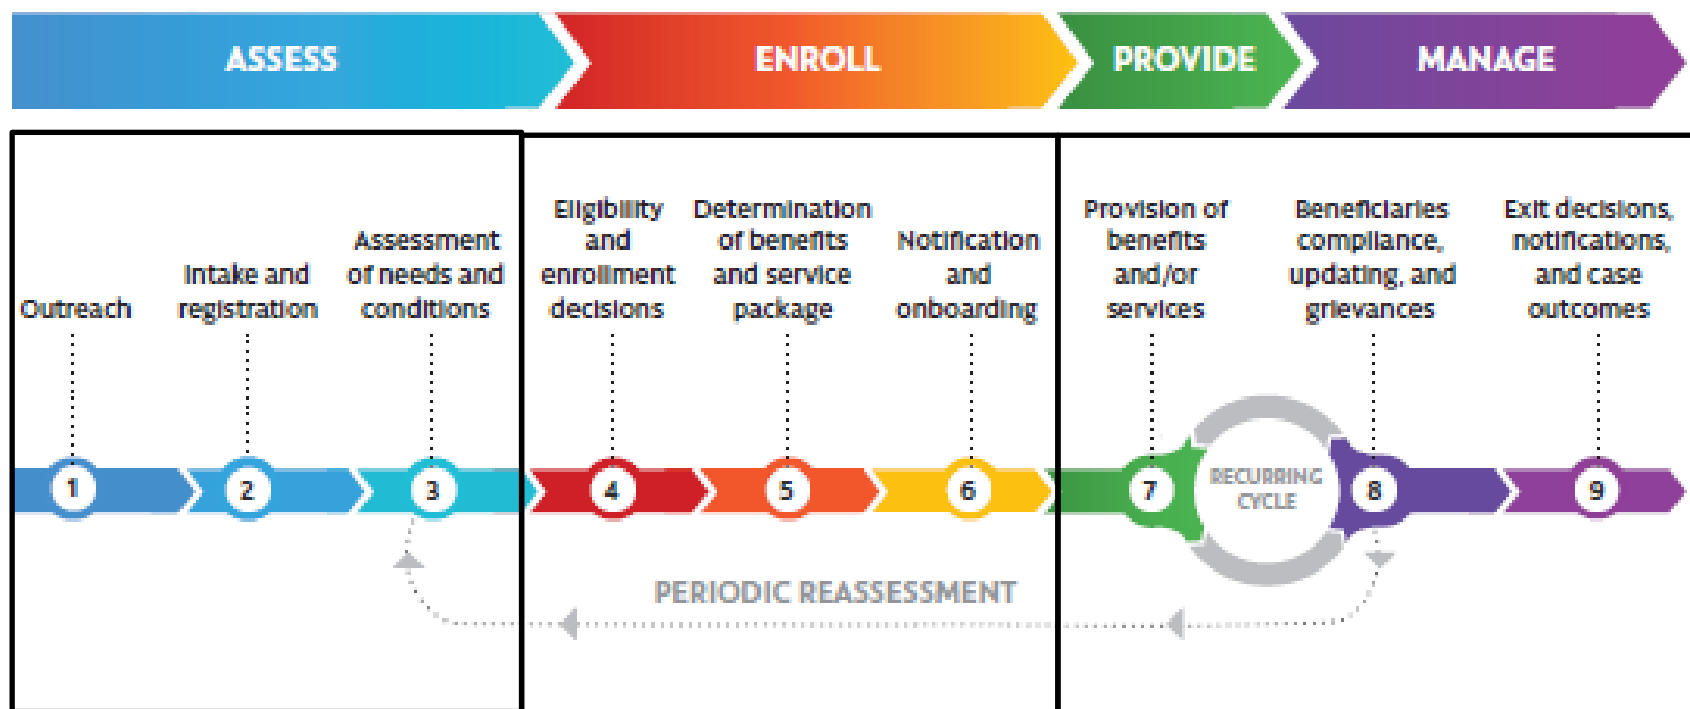 ASSESS
ENROLL
PROVIDE
MANAGE
Outreach
Intake and
registration
Assessment
of needs and
conditions
Eligibility
and
enrollment
decisions
Determination
of benefits
and service
package
Notification
and
onboarding
Provision of
benefits
and/or
services
Beneficiaries
compliance,
updating, and
grievances
Exit decisions,
notifications,
and case
outcomes
1
2
3
4
5
6
7
RECURRING
CYCLE
8
9
PERIODIC REASSESSMENT